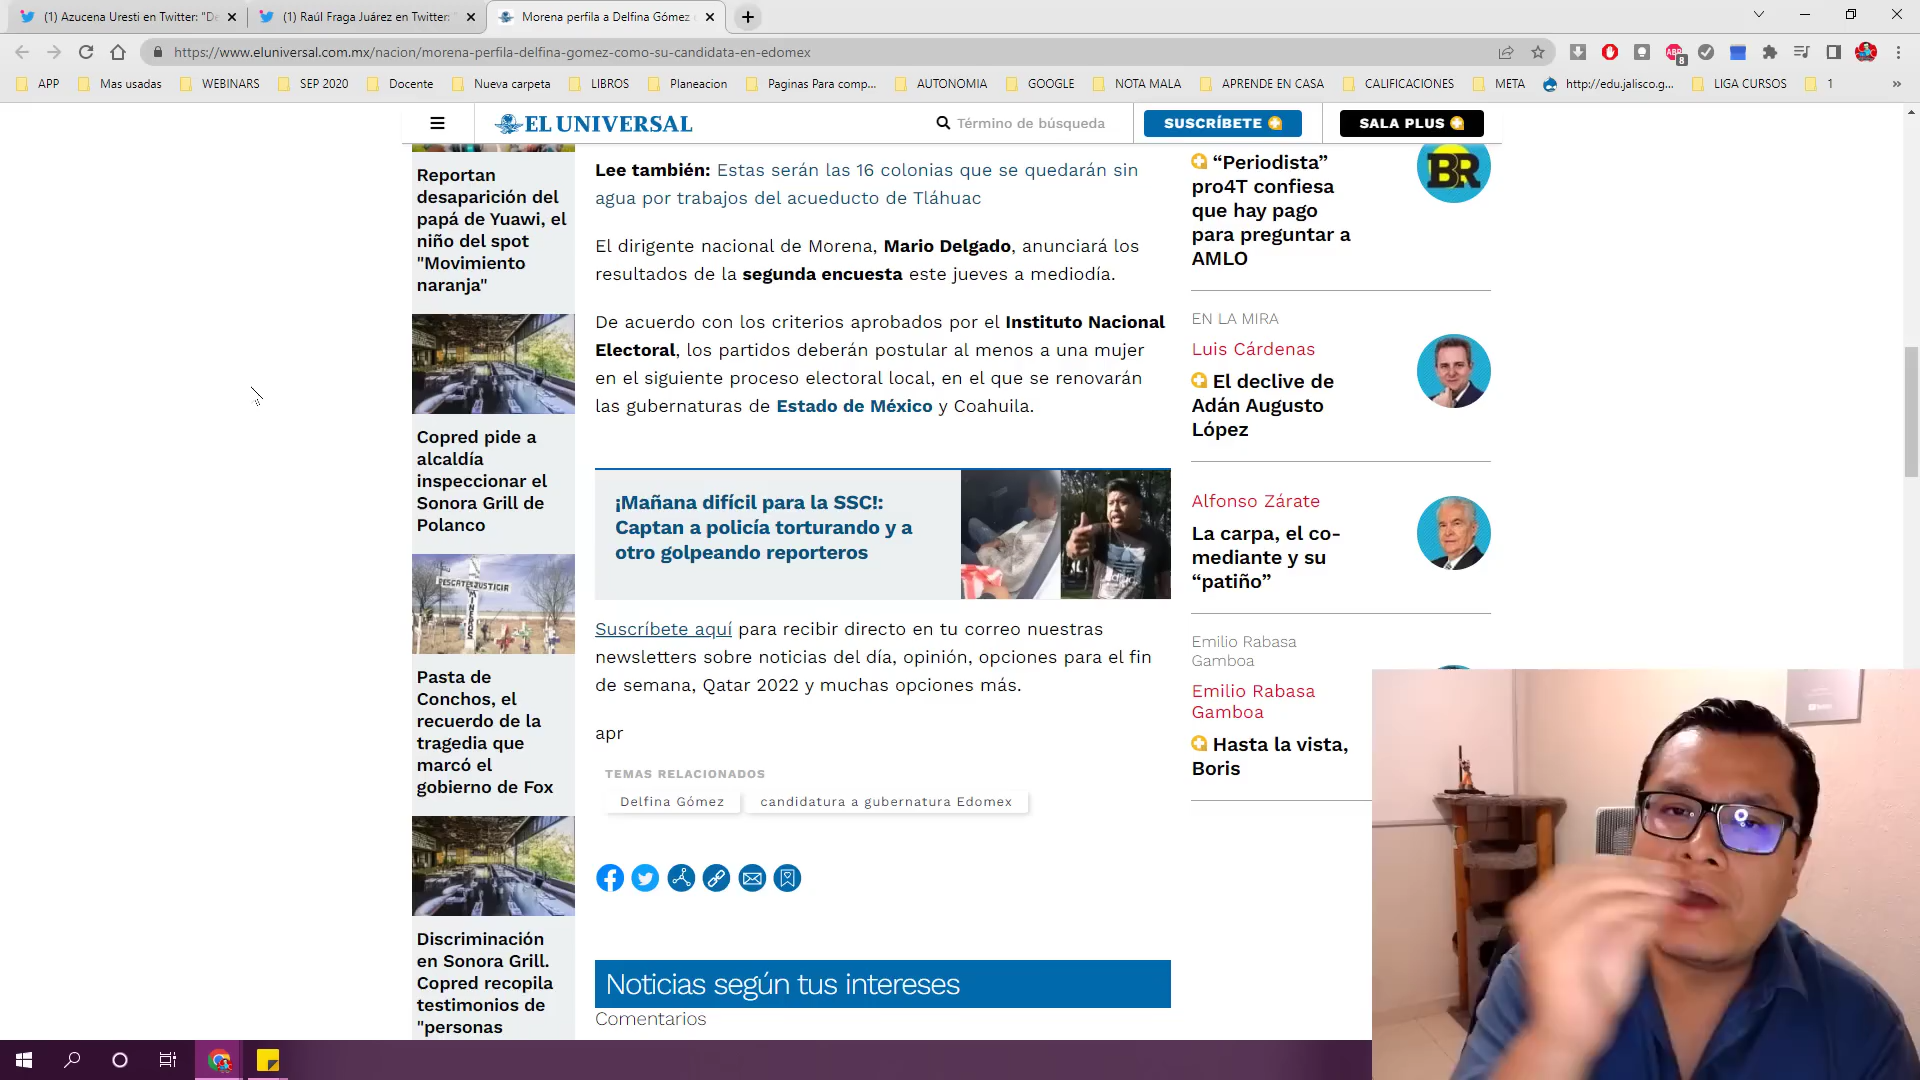 (1) Azucena Uresti en Twitter: "De
(1) Raúl Fraga Juárez en Twitter: "
Morena perfila a Delfina Gómez
https://www.eluniversal.com.mx/nacion/morena-perfila-delfina-gomez-como-su-candidata-en-edomex
8
APP
Mas usadas
WEBINARS
SEP 2020
Docente
Nueva carpeta
LIBROS
Planeacion
Paginas Para comp...
AUTONOMIA
GOOGLE
NOTA MALA
APRENDE EN CASA
CALIFICACIONES
META
http://edu.jalisco.g...
LIGA CURSOS
1
»
EL UNIVERSAL
Término de búsqueda
SUSCRÍBETE
SALA PLUS
Reportan
desaparición del
papá de Yuawi, el
niño del spot
"Movimiento
naranja"
Copred pide a
alcaldía
inspeccionar el
Sonora Grill de
Polanco
RESCATE Y JUSTICIA
Pasta de
Conchos, el
recuerdo de la
tragedia que
marcó el
gobierno de Fox
Discriminación
en Sonora Grill.
Copred recopila
testimonios de
"personas
Lee también: Estas serán las 16 colonias que se quedarán sin
agua por trabajos del acueducto de Tláhuac
El dirigente nacional de Morena, Mario Delgado, anunciará los
resultados de la segunda encuesta este jueves a mediodía.
De acuerdo con los criterios aprobados por el Instituto Nacional
Electoral, los partidos deberán postular al menos a una mujer
en el siguiente proceso electoral local, en el que se renovarán
las gubernaturas de Estado de México y Coahuila.
¡Mañana difícil para la SSC!:
Captan a policía torturando y a
otro golpeando reporteros
Suscríbete aquí para recibir directo en tu correo nuestras
newsletters sobre noticias del día, opinión, opciones para el fin
de semana, Qatar 2022 y muchas opciones más.
apr
TEMAS RELACIONADOS
Delfina Gómez
candidatura a gubernatura Edomex
Noticias según tus intereses
Comentarios
“Periodista”
pro4T confiesa
que hay pago
para preguntar a
AMLO
BR
EN LA MIRA
Luis Cárdenas
El declive de
Adán Augusto
López
Alfonso Zárate
La carpa, el co-
mediante y su
“patiño”
Emilio Rabasa
Gamboa
Emilio Rabasa
Gamboa
Hasta la vista,
Boris